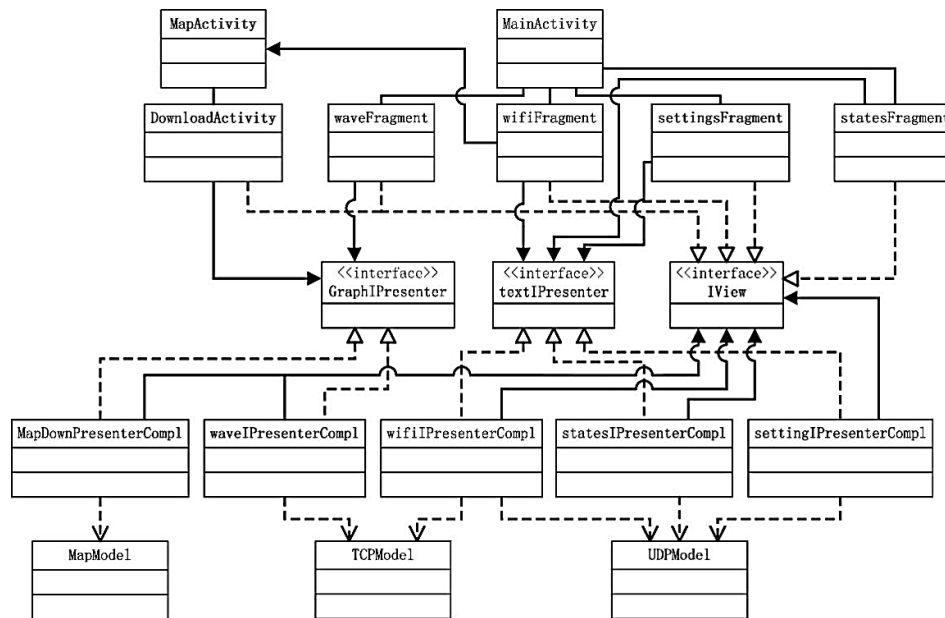 MapActivity
MainActivity
DownloadActivity
waveFragment
wifiFragment
settingsFragment
statesFragment
<<interface>>
GraphIPresenter
<<interface>>
textIPresenter
<<interface>>
IView
MapDownPresenterCompl
waveIPresenterCompl
wifiIPresenterCompl
statesIPresenterCompl
settingIPresenterCompl
MapModel
TCPModel
UDPModel